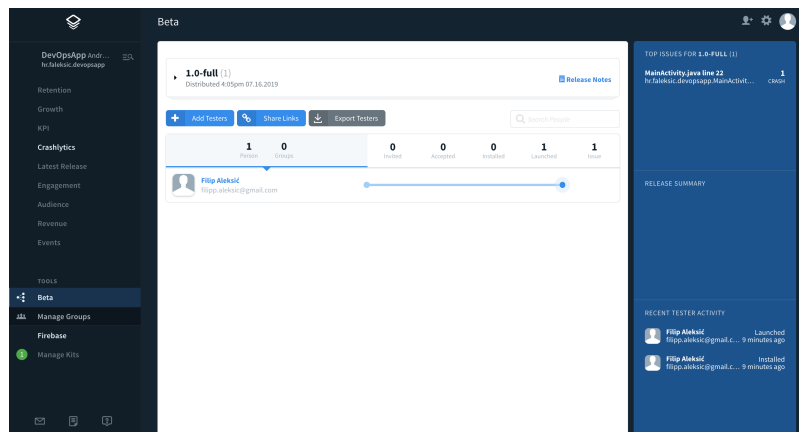 Beta
DevOpsApp Andr...
hr.faleksic.devopsapp
Retention
Growth
KPI
Crashlytics
Latest Release
Engagement
Audience
Revenue
Events
TOOLS
Beta
Manage Groups
Firebase
1 Manage Kits
1.0-full (1)
Distributed 4:05pm 07.16.2019
Release Notes
Add Testers
Share Links
Export Testers
Search People
1 0 0 0 0 1 1
Person Groups Invited Accepted Installed Launched Issue
Filip Aleksić
filipp.aleksic@gmail.com
TOP ISSUES FOR 1.0-FULL (1)
MainActivity.java line 22 1
hr.faleksic.devopsapp.MainActivit... CRASH
RELEASE SUMMARY
RECENT TESTER ACTIVITY
Filip Aleksić Launched
filipp.aleksic@gmail.c... 9 minutes ago
Filip Aleksić Installed
filipp.aleksic@gmail.c... 9 minutes ago